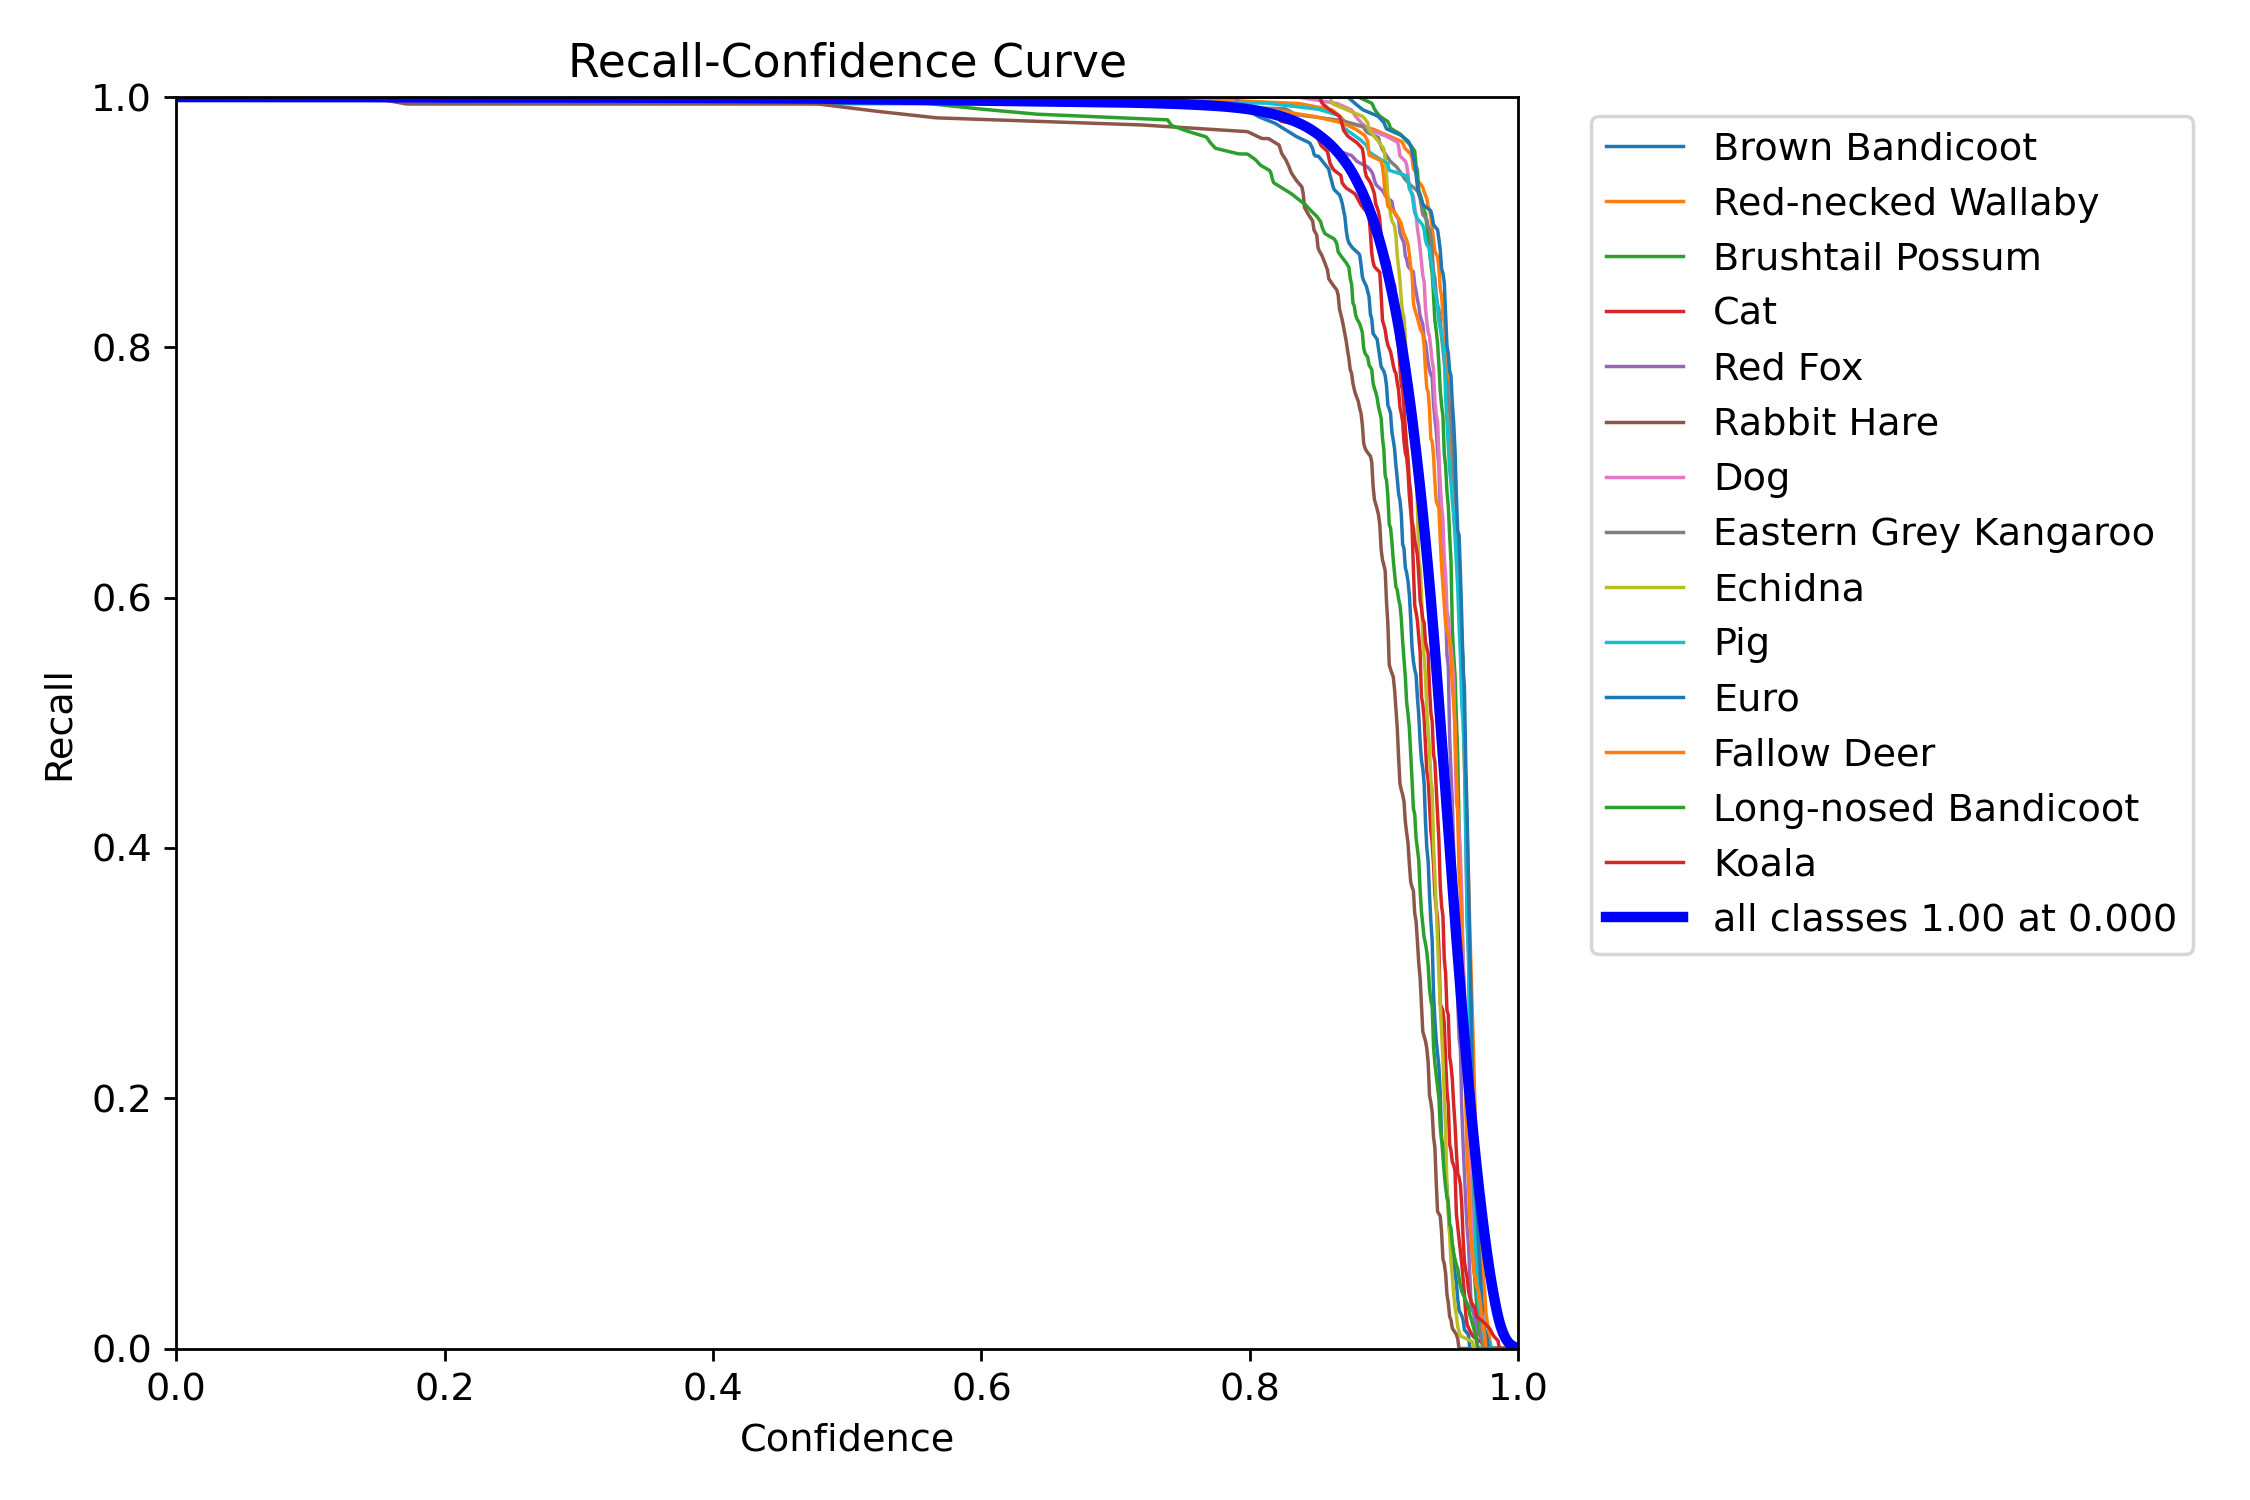 Recall-Confidence Curve
1.0
0.8
0.6
0.4
0.2
0.0
Recall
0.0 0.2 0.4 0.6 0.8 1.0
Confidence
Brown Bandicoot
Red-necked Wallaby
Brushtail Possum
Cat
Red Fox
Rabbit Hare
Dog
Eastern Grey Kangaroo
Echidna
Pig
Euro
Fallow Deer
Long-nosed Bandicoot
Koala
all classes 1.00 at 0.000